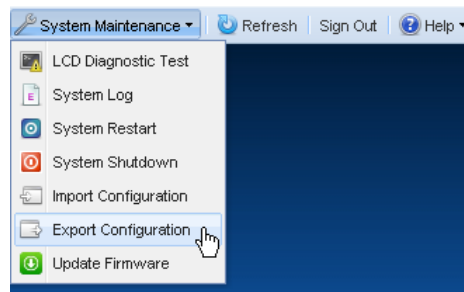 System Maintenance Refresh Sign Out Help
LCD Diagnostic Test
System Log
System Restart
System Shutdown
Import Configuration
Export Configuration
Update Firmware